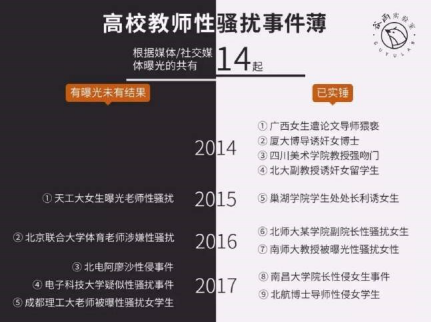 高校教师性骚扰事件薄
根据媒体/社交媒
体曝光的共有
14起
谷雨实验室
GUYULAB
有曝光未有结果
已实锤
2014
① 广西女生遭论文导师猥亵
② 厦大博导诱奸女博士
③ 四川美术学院教授强吻门
④ 北大副教授诱奸女留学生
① 天工大女生曝光老师性骚扰
2015
⑤ 巢湖学院学生处处长利诱女生
② 北京联合大学体育老师涉嫌性骚扰
2016
⑥ 北师大某学院副院长性骚扰女生
⑦ 南师大教授被曝光性骚扰女性
③ 北电阿廖沙性侵事件
④ 电子科技大学疑似性骚扰事件
⑤ 成都理工大老师被曝性骚扰女学生
2017
⑧ 南昌大学院长性侵女生事件
⑨ 北航博士导师性侵女学生